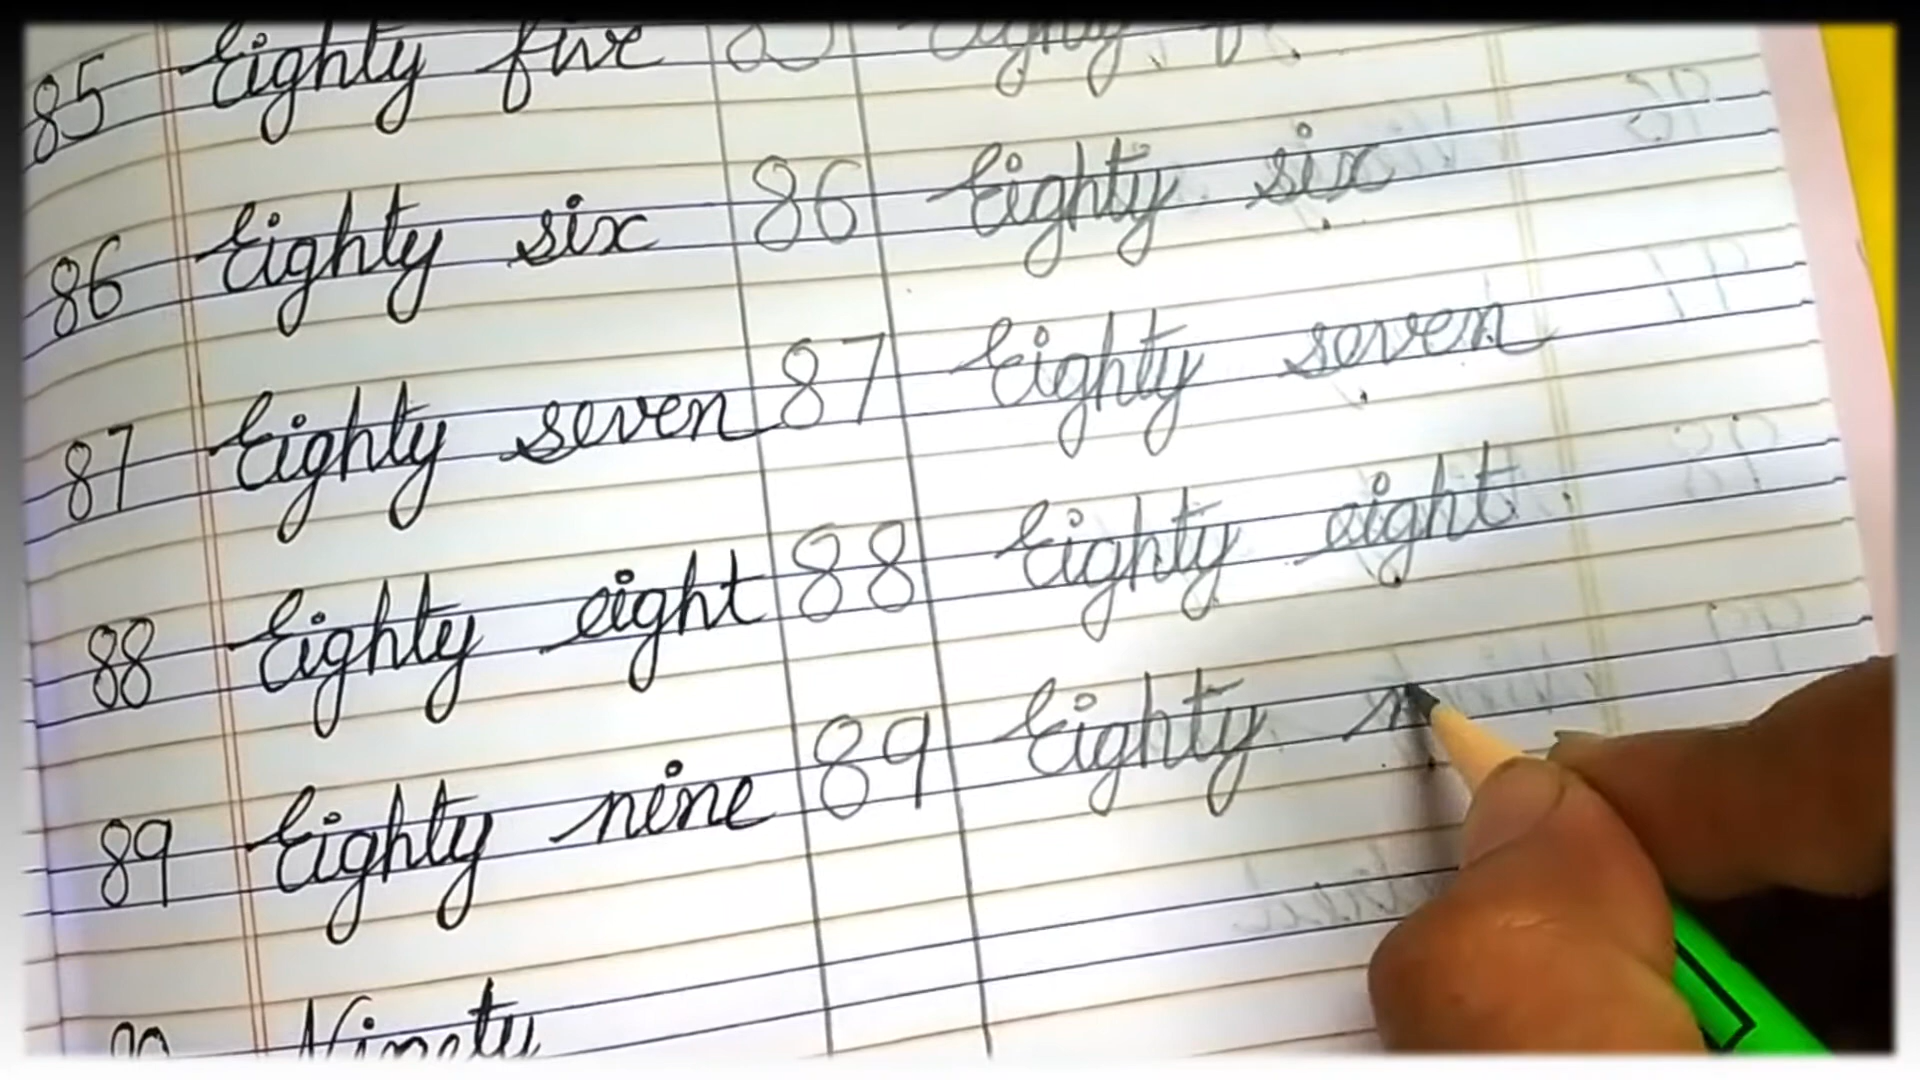 85 Eighty five
86 Eighty six 86 Eighty six
87 Eighty seven 87 Eighty seven
88 Eighty eight 88 Eighty eight
89 Eighty nine 89 Eighty n
90 Ninety